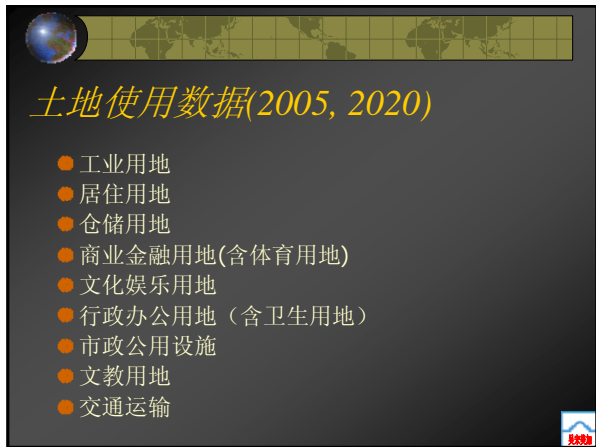 土地使用数据(2005, 2020)
工业用地
居住用地
仓储用地
商业金融用地(含体育用地)
文化娱乐用地
行政办公用地（含卫生用地）
市政公用设施
文教用地
交通运输